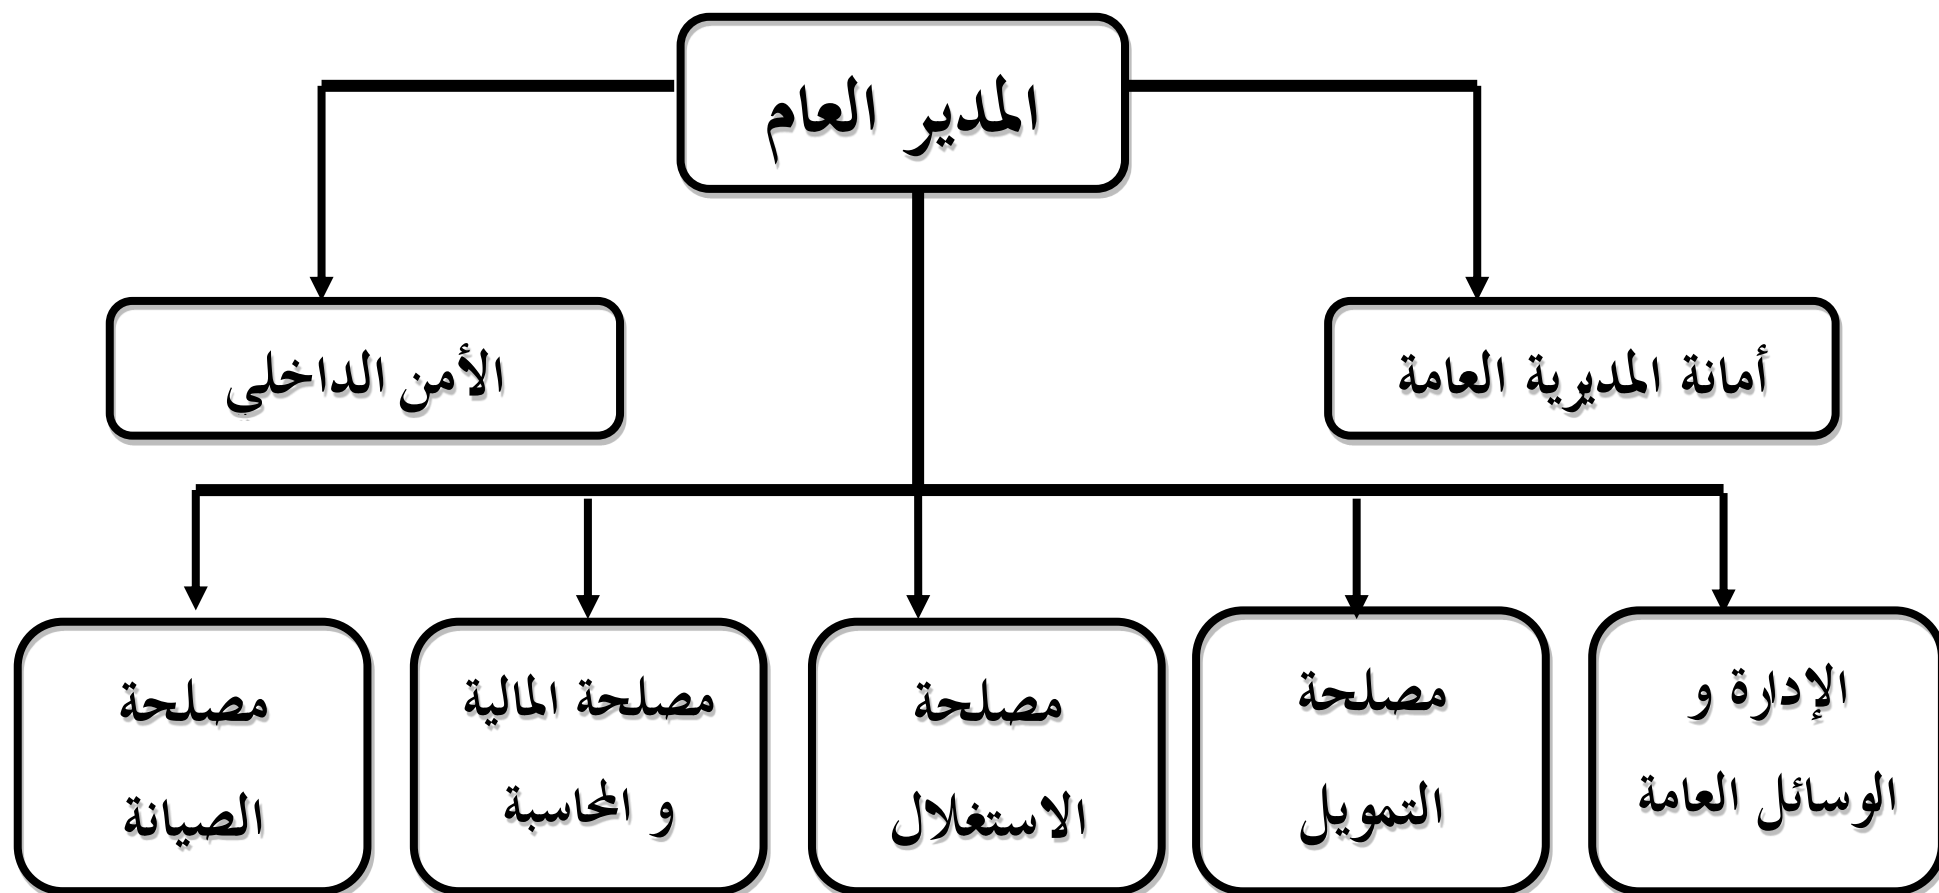 المدير العام
أمانة المديرية العامة
الأمن الداخلي
الإدارة و
الوسائل العامة
مصلحة
التمويل
مصلحة
الاستغلال
مصلحة المالية
و المحاسبة
مصلحة
الصيانة